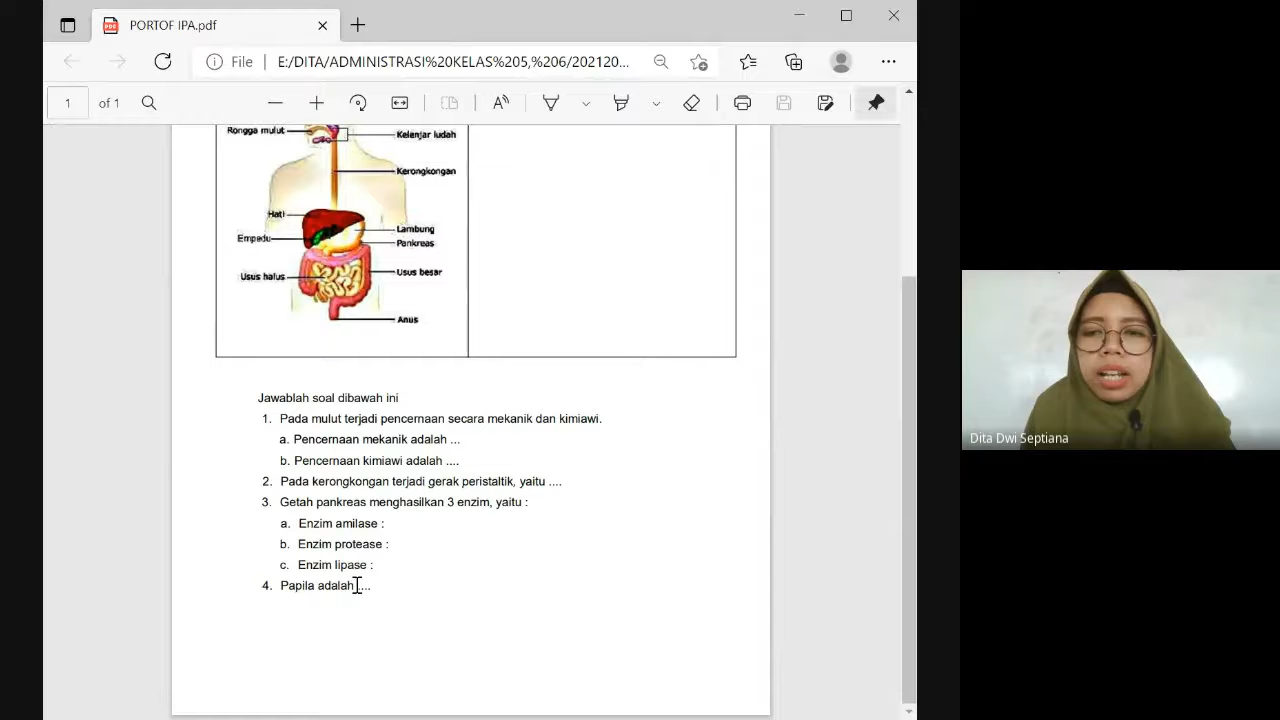 PORTOF IPA.pdf
File
E:/DITA/ADMINISTRASI%20KELAS%205,%206/202120...
1 of 1
Rongga mulut
Kelenjar ludah
Kerongkongan
Hati
Lambung
Empedu
Pankreas
Usus halus
Usus besar
Anus
Jawablah soal dibawah ini
1. Pada mulut terjadi pencernaan secara mekanik dan kimiawi.
a. Pencernaan mekanik adalah ...
b. Pencernaan kimiawi adalah ....
2. Pada kerongkongan terjadi gerak peristaltik, yaitu ....
3. Getah pankreas menghasilkan 3 enzim, yaitu :
a. Enzim amilase :
b. Enzim protease :
c. Enzim lipase :
4. Papila adalah ....
Dita Dwi Septiana